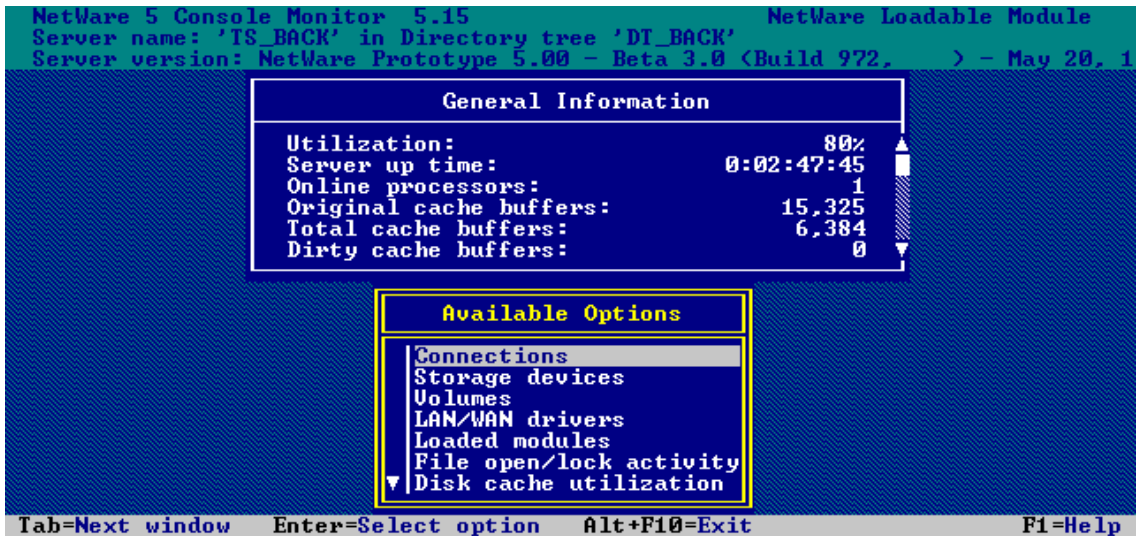 NetWare 5 Console Monitor 5.15 NetWare Loadable Module
Server name: 'TS_BACK' in Directory tree 'DT_BACK'
Server version: NetWare Prototype 5.00 - Beta 3.0 (Build 972, ) - May 20, 1
General Information
Utilization: 80%
Server up time: 0:02:47:45
Online processors: 1
Original cache buffers: 15,325
Total cache buffers: 6,384
Dirty cache buffers: 0
Available Options
Connections
Storage devices
Volumes
LAN/WAN drivers
Loaded modules
File open/lock activity
Disk cache utilization
Tab=Next window Enter=Select option Alt+F10=Exit F1=Help